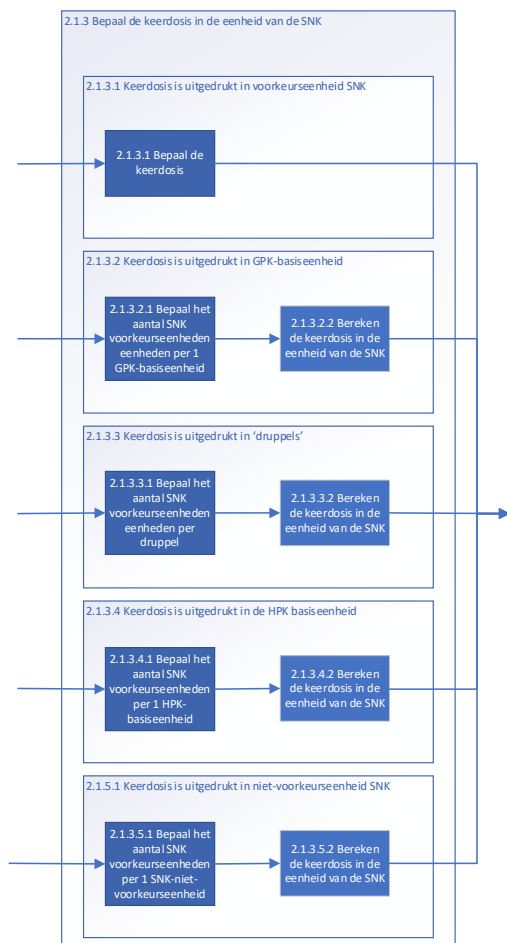 2.1.3 Bepaal de keerdosis in de eenheid van de SNK
2.1.3.1 Keerdosis is uitgedrukt in voorkeurseenheid SNK
2.1.3.1 Bepaal de
keerdosis
2.1.3.2 Keerdosis is uitgedrukt in GPK-basiseenheid
2.1.3.2.1 Bepaal het
aantal SNK
voorkeurseenheden
eenheden per 1
GPK-basiseenheid
2.1.3.2.2 Bereken
de keerdosis in de
eenheid van de SNK
2.1.3.3 Keerdosis is uitgedrukt in ‘druppels’
2.1.3.3.1 Bepaal het
aantal SNK
voorkeurseenheden
eenheden per
druppel
2.1.3.3.2 Bereken
de keerdosis in de
eenheid van de SNK
2.1.3.4 Keerdosis is uitgedrukt in de HPK basiseenheid
2.1.3.4.1 Bepaal het
aantal SNK
voorkeurseenheden
per 1 HPK-
basiseenheid
2.1.3.4.2 Bereken
de keerdosis in de
eenheid van de SNK
2.1.5.1 Keerdosis is uitgedrukt in niet-voorkeurseenheid SNK
2.1.3.5.1 Bepaal het
aantal SNK
voorkeurseenheden
per 1 SNK-niet-
voorkeurseenheid
2.1.3.5.2 Bereken
de keerdosis in de
eenheid van de SNK